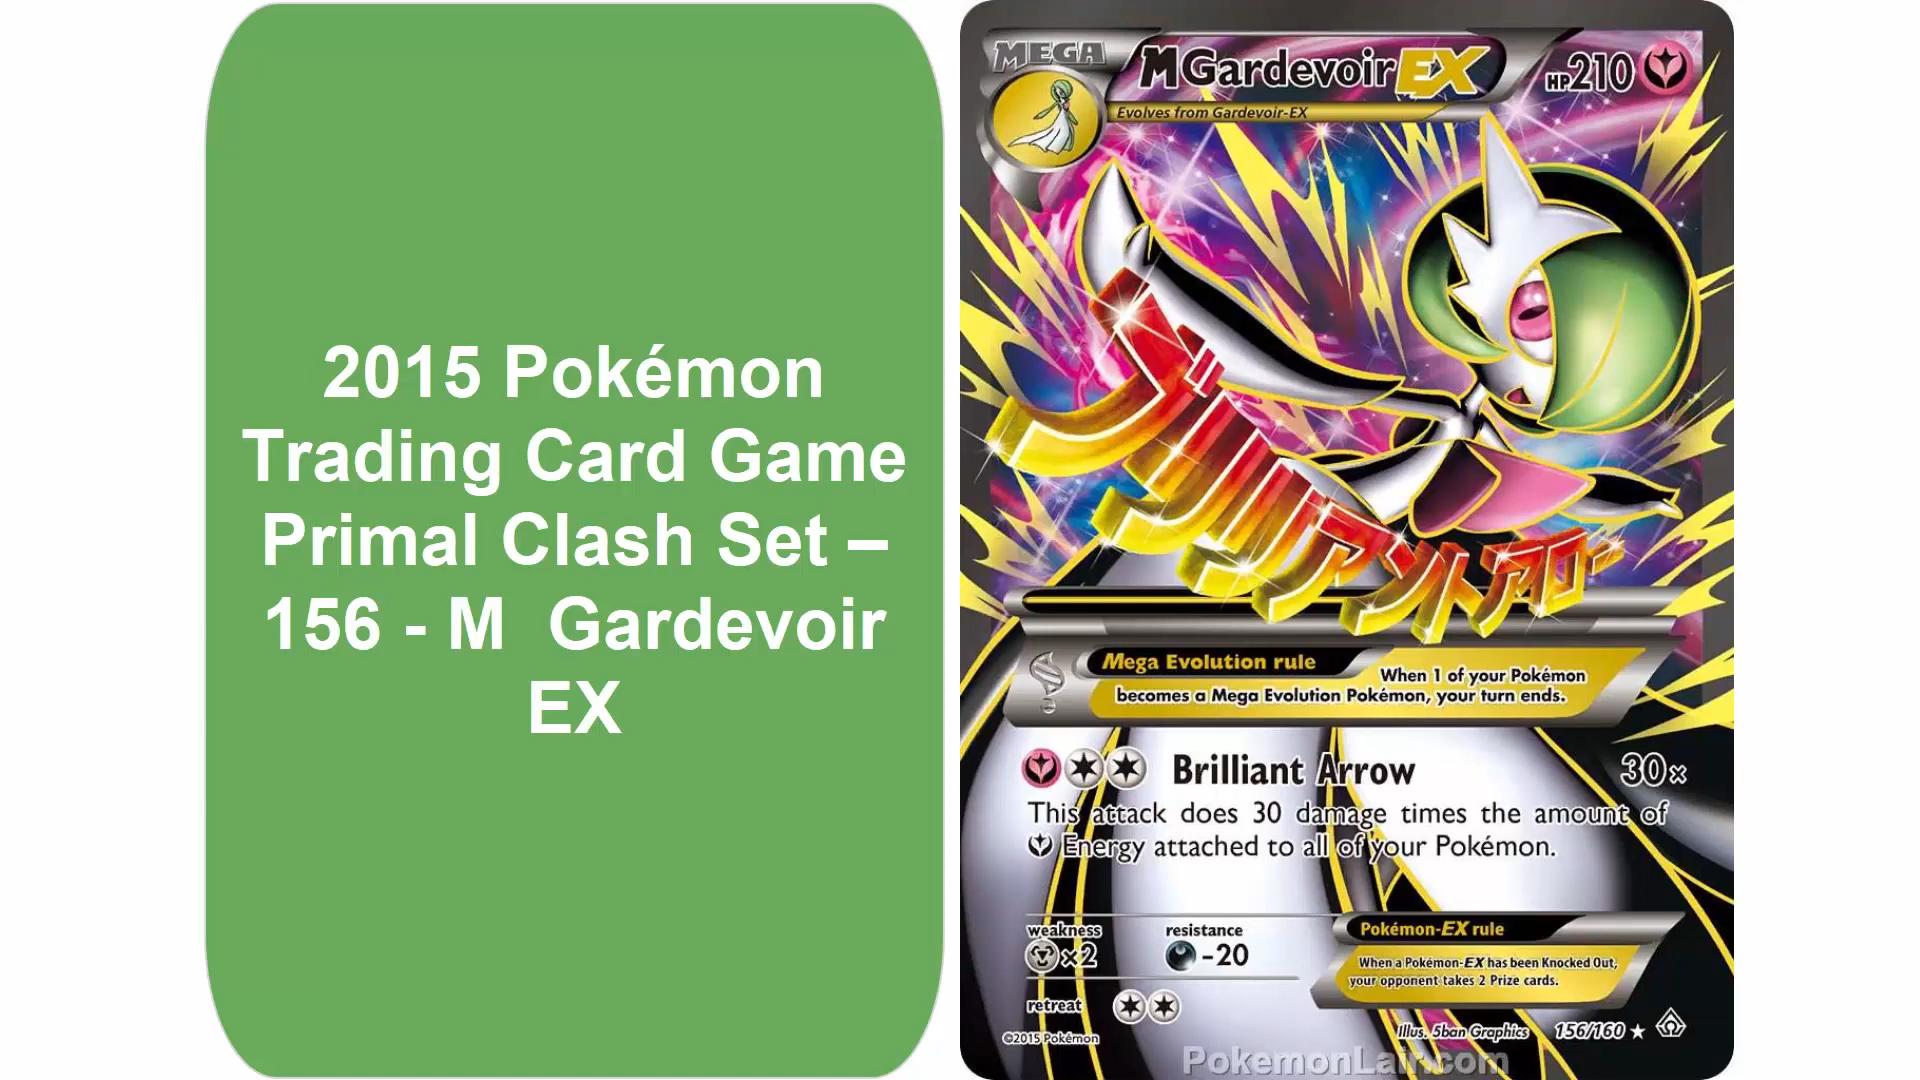 2015 Pokémon
Trading Card Game
Primal Clash Set –
156 - M  Gardevoir
EX
MEGA
M Gardevoir EX
HP210
Evolves from Gardevoir-EX
ブリリアントアロー
Mega Evolution rule
When 1 of your Pokémon
becomes a Mega Evolution Pokémon, your turn ends.
Brilliant Arrow
30×
This attack does 30 damage times the amount of
Energy attached to all of your Pokémon.
weakness
×2
resistance
-20
retreat
Pokémon-EX rule
When a Pokémon-EX has been Knocked Out,
your opponent takes 2 Prize cards.
©2015 Pokémon
Illus. 5ban Graphics
156/160 ★
PokemonLair.com